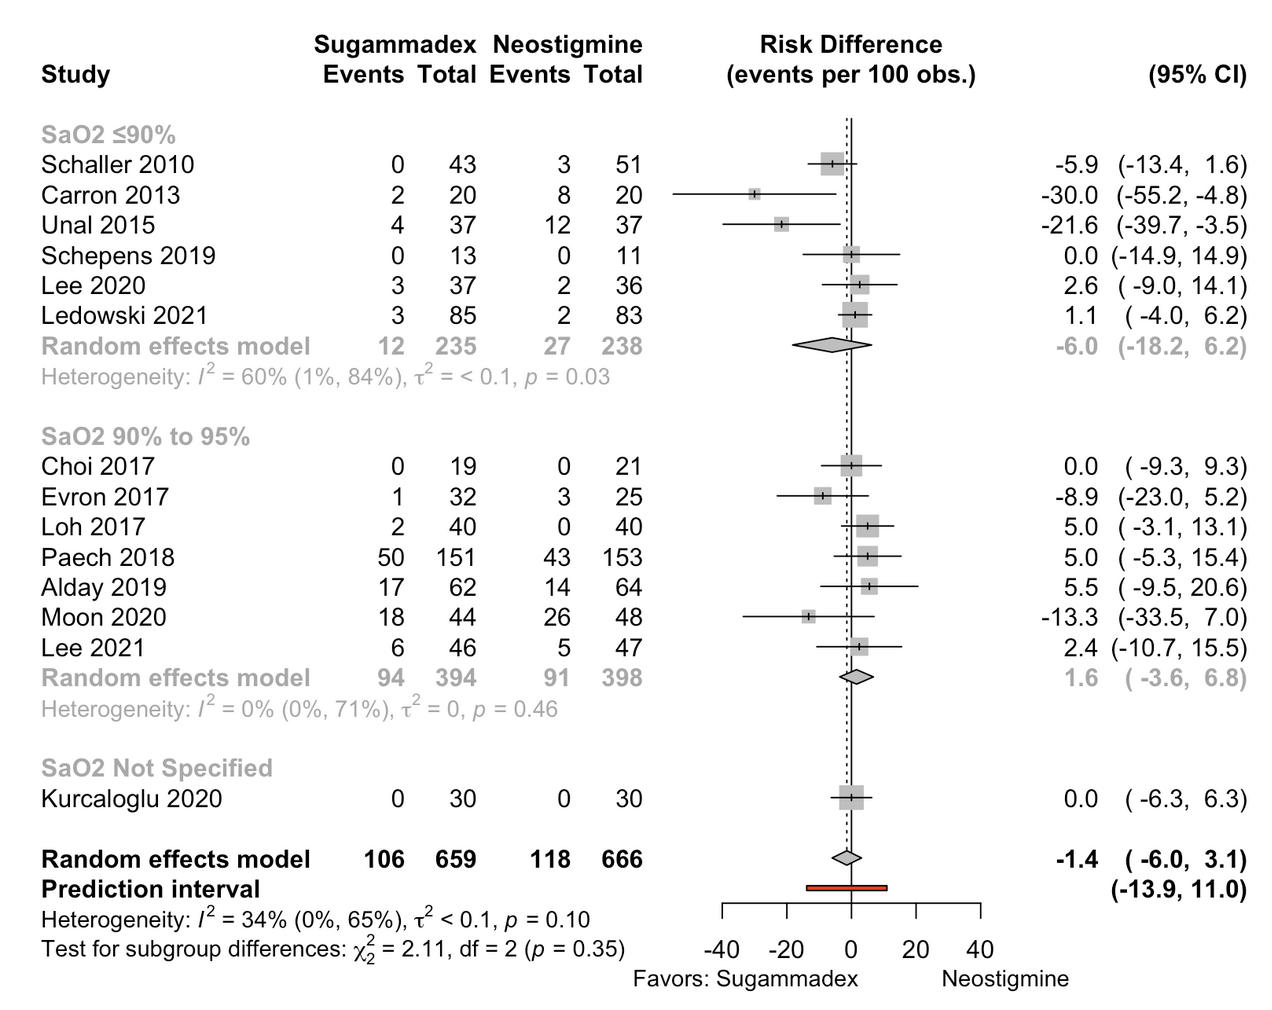 Sugammadex Neostigmine Risk Difference
Study Events Total Events Total (events per 100 obs.) (95% CI)
SaO2 ≤90%
Schaller 2010 0 43 3 51 -5.9 (-13.4, 1.6)
Carron 2013 2 20 8 20 -30.0 (-55.2, -4.8)
Unal 2015 4 37 12 37 -21.6 (-39.7, -3.5)
Schepens 2019 0 13 0 11 0.0 (-14.9, 14.9)
Lee 2020 3 37 2 36 2.6 ( -9.0, 14.1)
Ledowski 2021 3 85 2 83 1.1 ( -4.0, 6.2)
Random effects model 12 235 27 238 -6.0 (-18.2, 6.2)
Heterogeneity: I² = 60% (1%, 84%), τ² = < 0.1, p = 0.03
SaO2 90% to 95%
Choi 2017 0 19 0 21 0.0 ( -9.3, 9.3)
Evron 2017 1 32 3 25 -8.9 (-23.0, 5.2)
Loh 2017 2 40 0 40 5.0 ( -3.1, 13.1)
Paech 2018 50 151 43 153 5.0 ( -5.3, 15.4)
Alday 2019 17 62 14 64 5.5 ( -9.5, 20.6)
Moon 2020 18 44 26 48 -13.3 (-33.5, 7.0)
Lee 2021 6 46 5 47 2.4 (-10.7, 15.5)
Random effects model 94 394 91 398 1.6 ( -3.6, 6.8)
Heterogeneity: I² = 0% (0%, 71%), τ² = 0, p = 0.46
SaO2 Not Specified
Kurcaloglu 2020 0 30 0 30 0.0 ( -6.3, 6.3)
Random effects model 106 659 118 666 -1.4 ( -6.0, 3.1)
Prediction interval (-13.9, 11.0)
Heterogeneity: I² = 34% (0%, 65%), τ² < 0.1, p = 0.10
Test for subgroup differences: χ²₂ = 2.11, df = 2 (p = 0.35)
-40 -20 0 20 40
Favors: Sugammadex Neostigmine